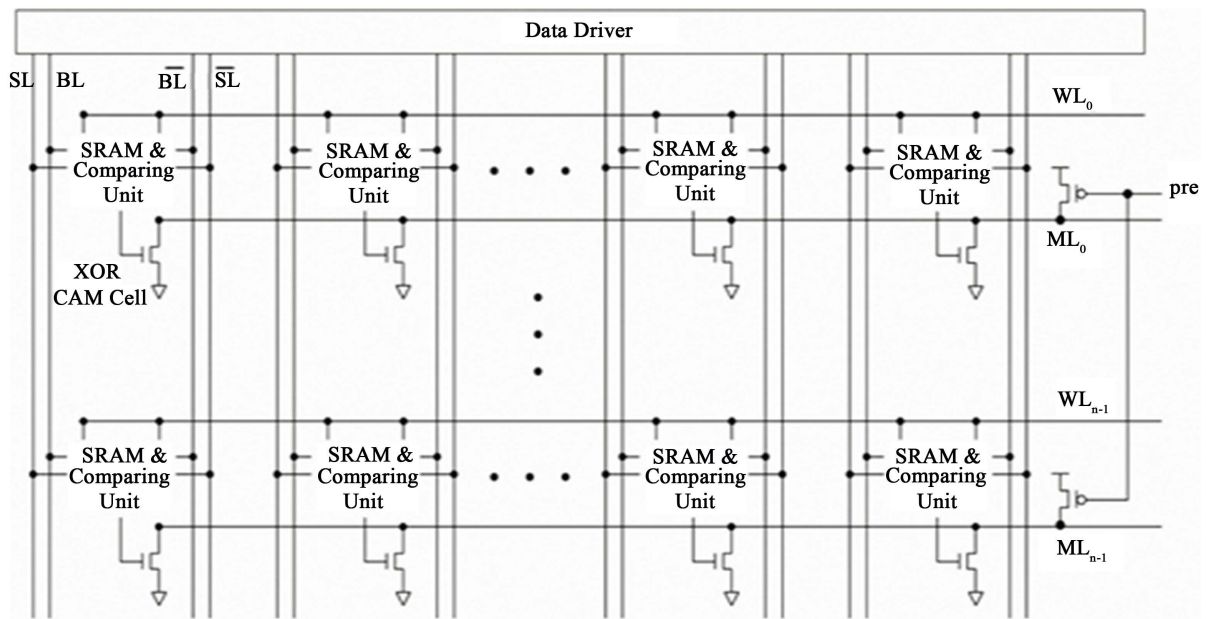 Data Driver
SL BL B̅L̅ S̅L̅
WL₀
SRAM &
Comparing
Unit
SRAM &
Comparing
Unit
SRAM &
Comparing
Unit
SRAM &
Comparing
Unit
pre
ML₀
XOR
CAM Cell
WLₙ₋₁
SRAM &
Comparing
Unit
SRAM &
Comparing
Unit
SRAM &
Comparing
Unit
SRAM &
Comparing
Unit
MLₙ₋₁